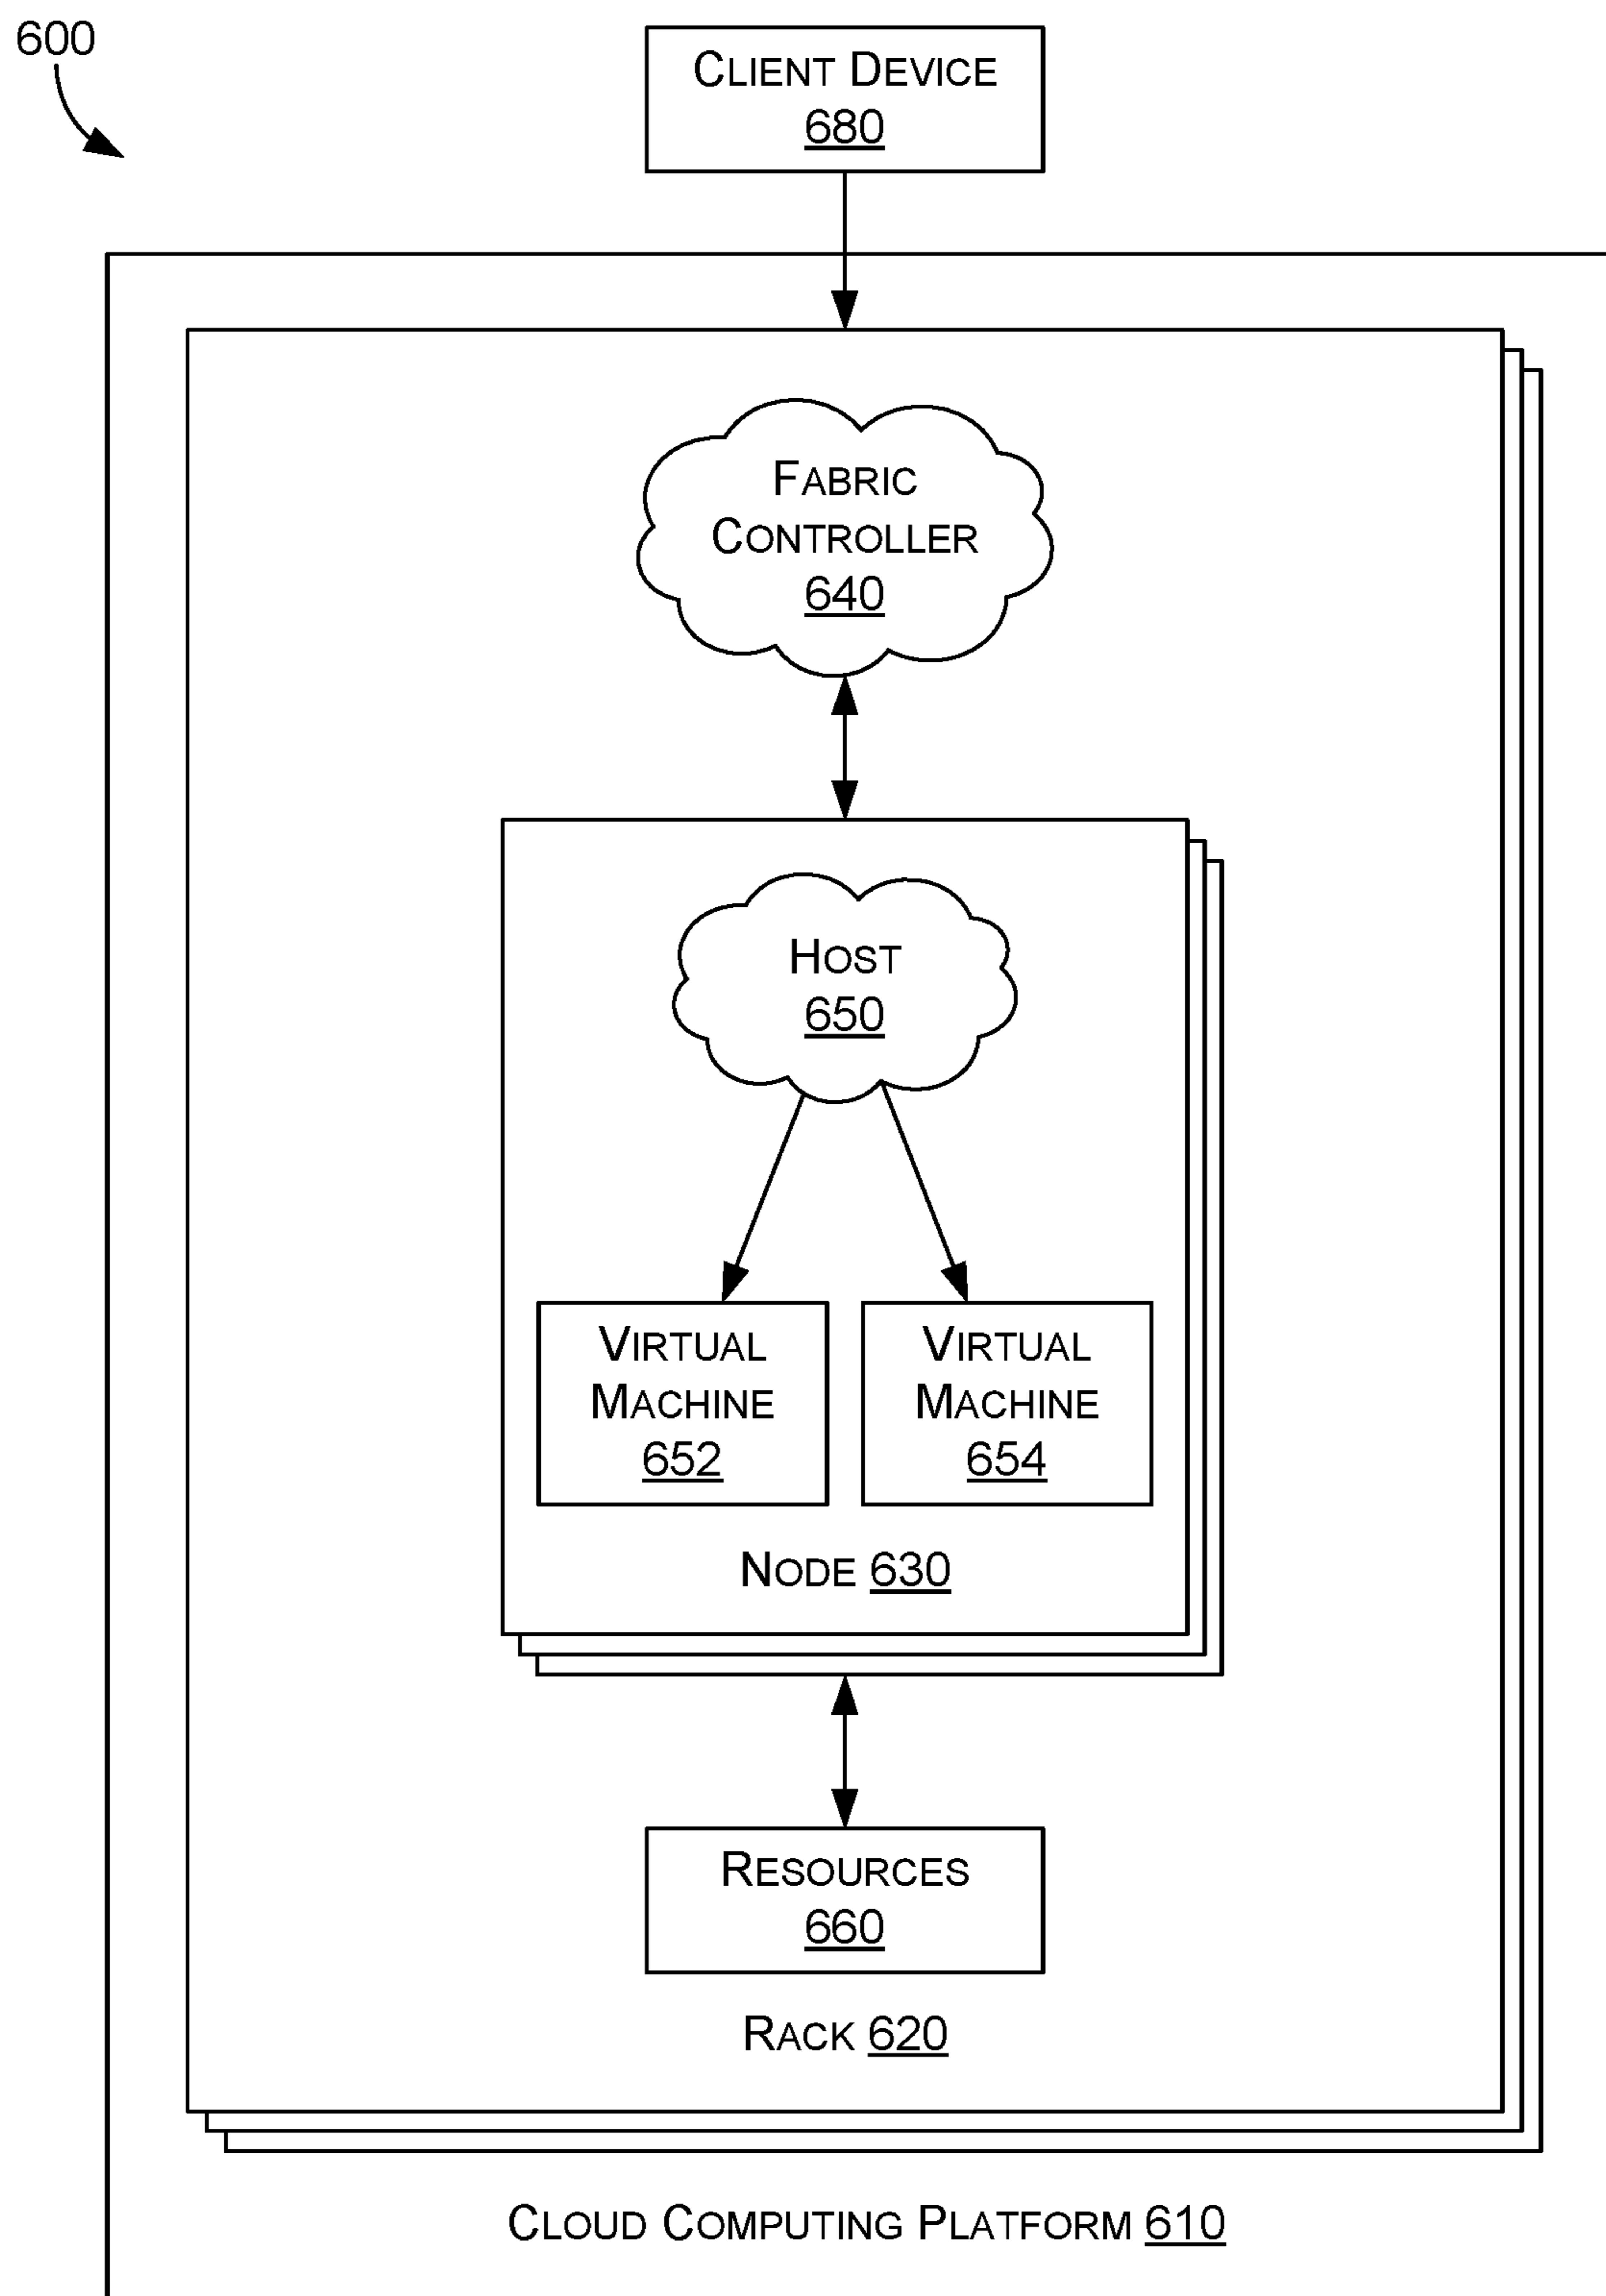 600
CLIENT DEVICE
680
FABRIC
CONTROLLER
640
HOST
650
VIRTUAL
MACHINE
652
VIRTUAL
MACHINE
654
NODE 630
RESOURCES
660
RACK 620
CLOUD COMPUTING PLATFORM 610